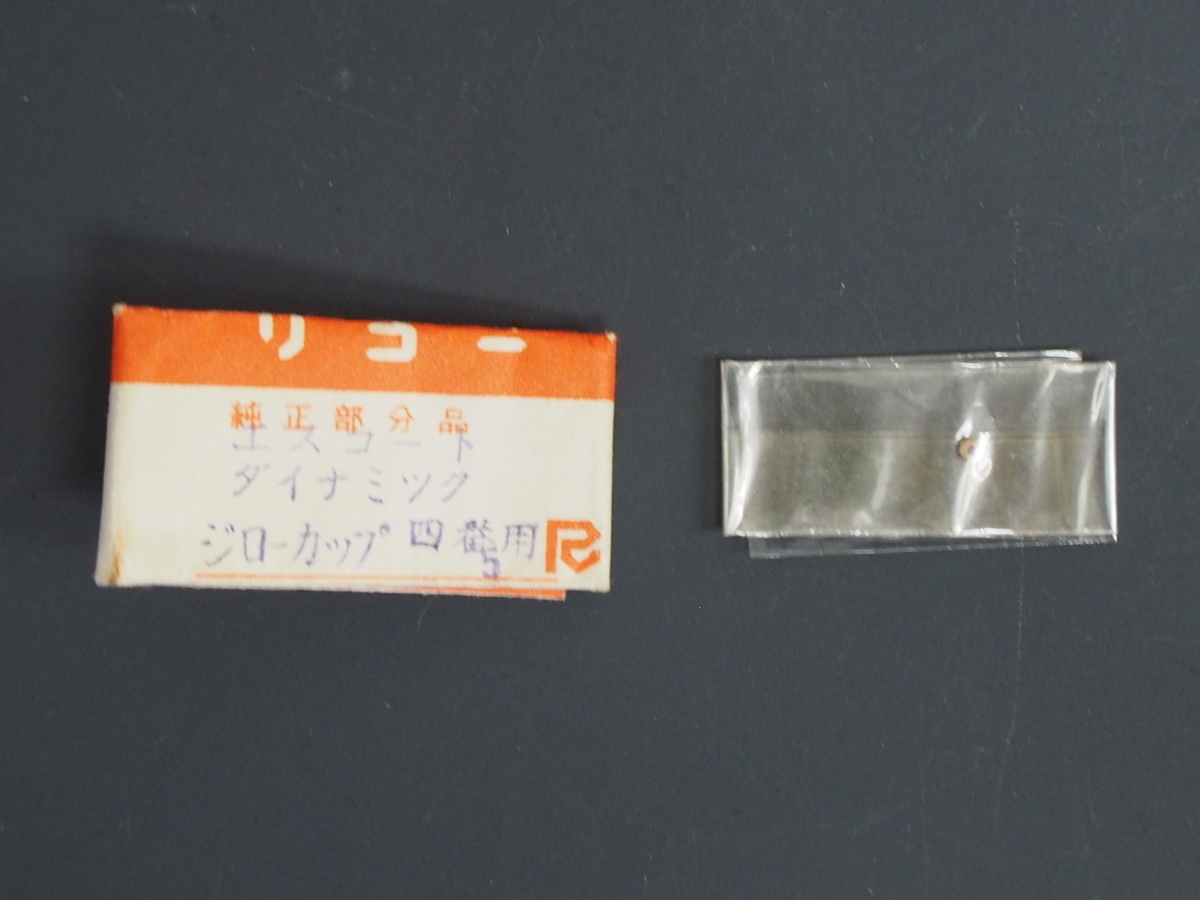 リコー
純正部分品
エスコート
ダイナミック
ジローカップ 四番用
5